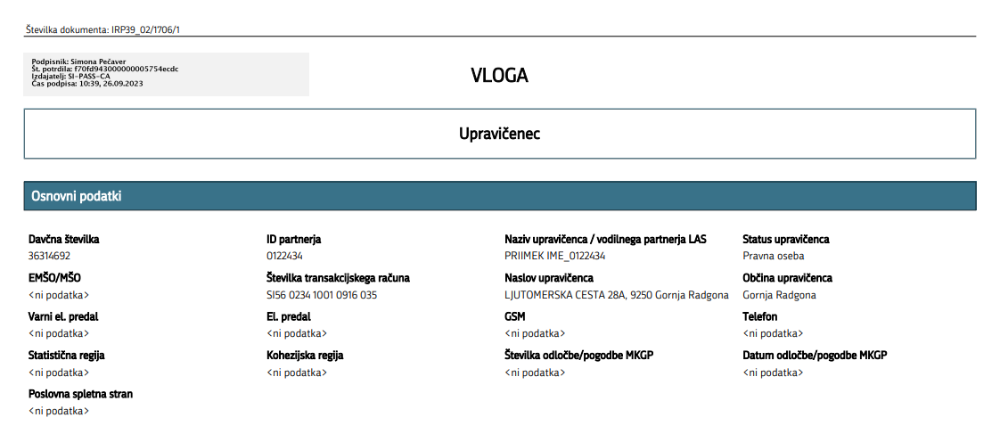 Številka dokumenta: IRP39_02/1706/1
Podpisnik: Simona Pečaver
Št. potrdila: f70fd943000000005754ecdc
Izdajatelj: SI-PASS-CA
Čas podpisa: 10:39, 26.09.2023
VLOGA
Upravičenec
Osnovni podatki
Davčna številka ID partnerja Naziv upravičenca / vodilnega partnerja LAS Status upravičenca
36314692 0122434 PRIIMEK IME_0122434 Pravna oseba
EMŠO/MŠO Številka transakcijskega računa Naslov upravičenca Občina upravičenca
<ni podatka> SI56 0234 1001 0916 035 LJUTOMERSKA CESTA 28A, 9250 Gornja Radgona Gornja Radgona
Varni el. predal El. predal GSM Telefon
<ni podatka> <ni podatka> <ni podatka> <ni podatka>
Statistična regija Kohezijska regija Številka odločbe/pogodbe MKGP Datum odločbe/pogodbe MKGP
<ni podatka> <ni podatka> <ni podatka> <ni podatka>
Poslovna spletna stran
<ni podatka>